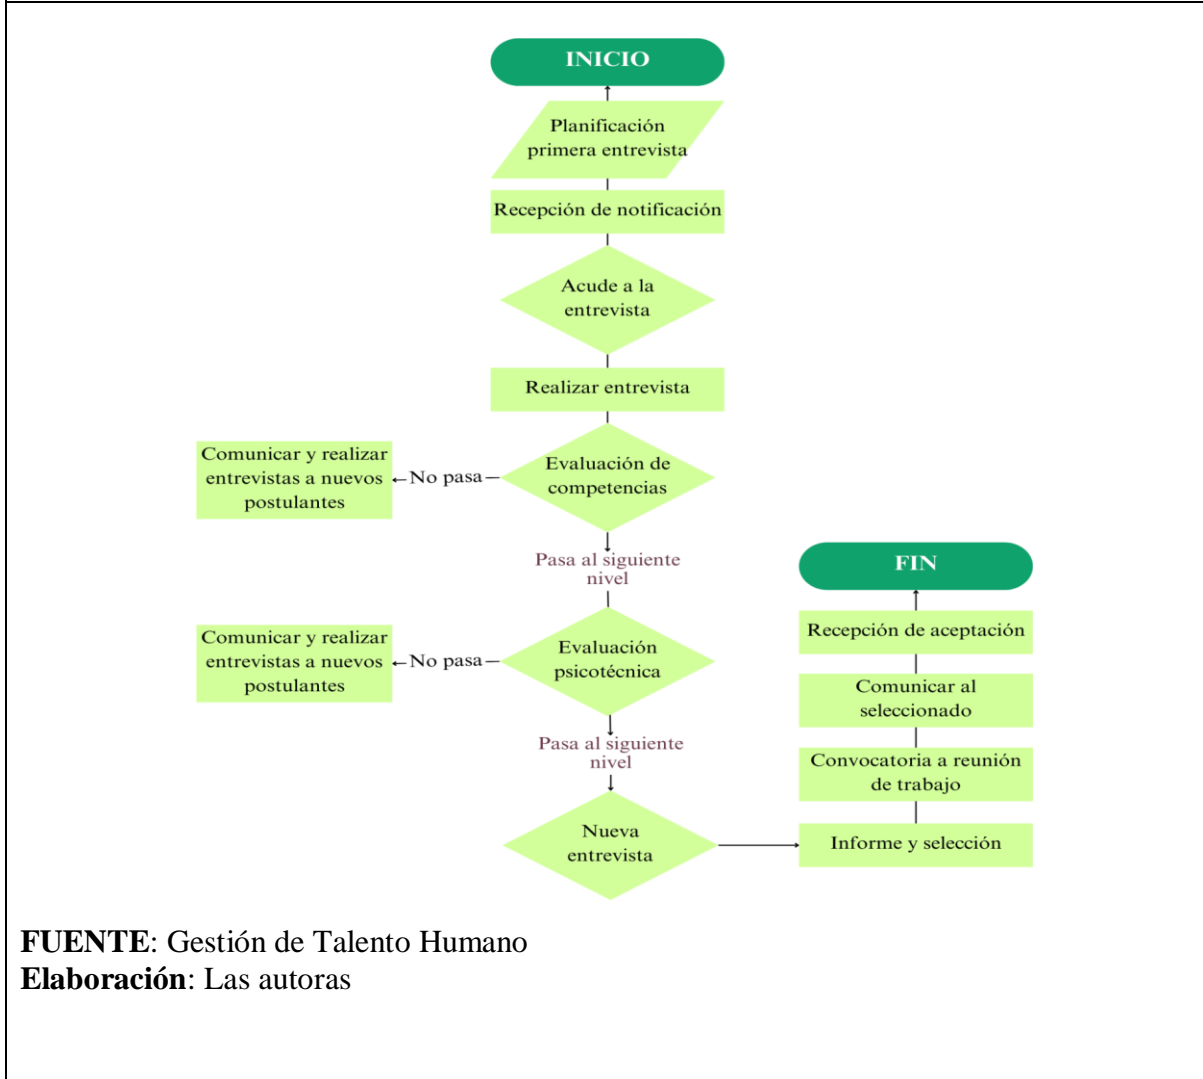 INICIO
Planificación
primera entrevista
Recepción de notificación
Acude a la
entrevista
Realizar entrevista
Evaluación de
competencias
No pasa
Comunicar y realizar
entrevistas a nuevos
postulantes
Pasa al siguiente
nivel
Evaluación
psicotécnica
No pasa
Comunicar y realizar
entrevistas a nuevos
postulantes
Pasa al siguiente
nivel
Nueva
entrevista
Informe y selección
Convocatoria a reunión
de trabajo
Comunicar al
seleccionado
Recepción de aceptación
FIN
FUENTE: Gestión de Talento Humano
Elaboración: Las autoras